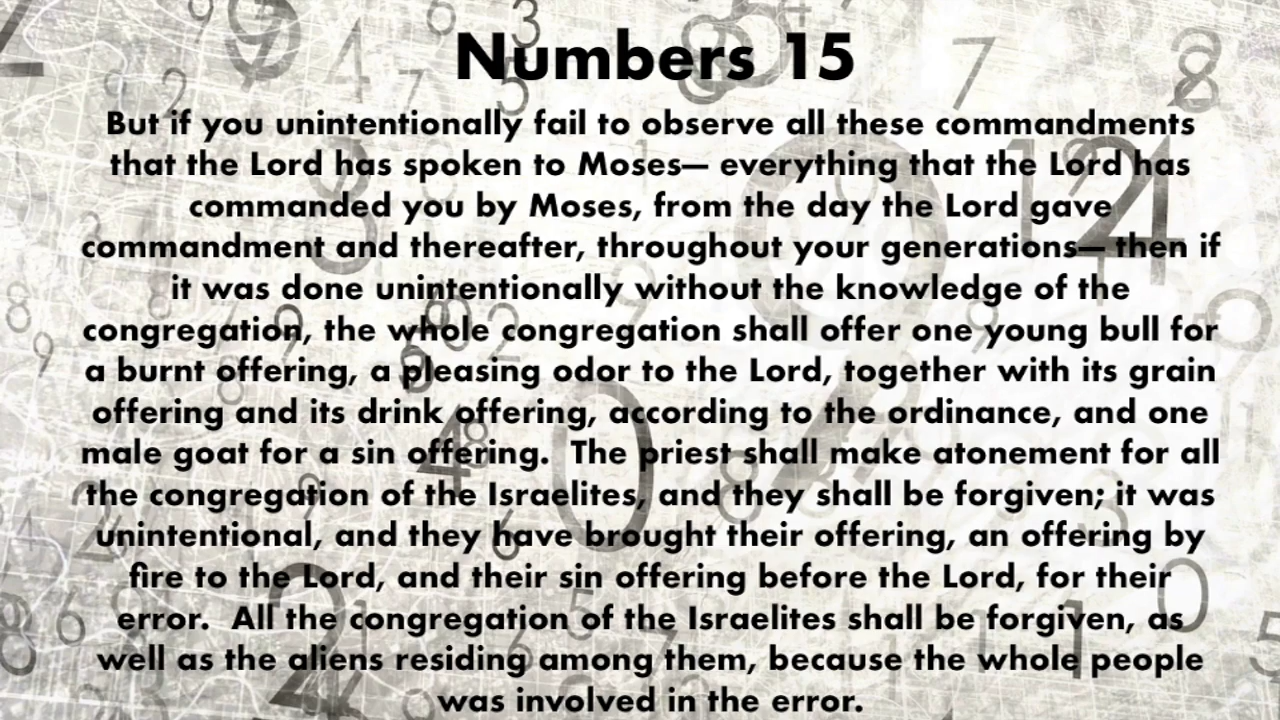 Numbers 15
But if you unintentionally fail to observe all these commandments
that the Lord has spoken to Moses— everything that the Lord has
commanded you by Moses, from the day the Lord gave
commandment and thereafter, throughout your generations— then if
it was done unintentionally without the knowledge of the
congregation, the whole congregation shall offer one young bull for
a burnt offering, a pleasing odor to the Lord, together with its grain
offering and its drink offering, according to the ordinance, and one
male goat for a sin offering.  The priest shall make atonement for all
the congregation of the Israelites, and they shall be forgiven; it was
unintentional, and they have brought their offering, an offering by
fire to the Lord, and their sin offering before the Lord, for their
error.  All the congregation of the Israelites shall be forgiven, as
well as the aliens residing among them, because the whole people
was involved in the error.